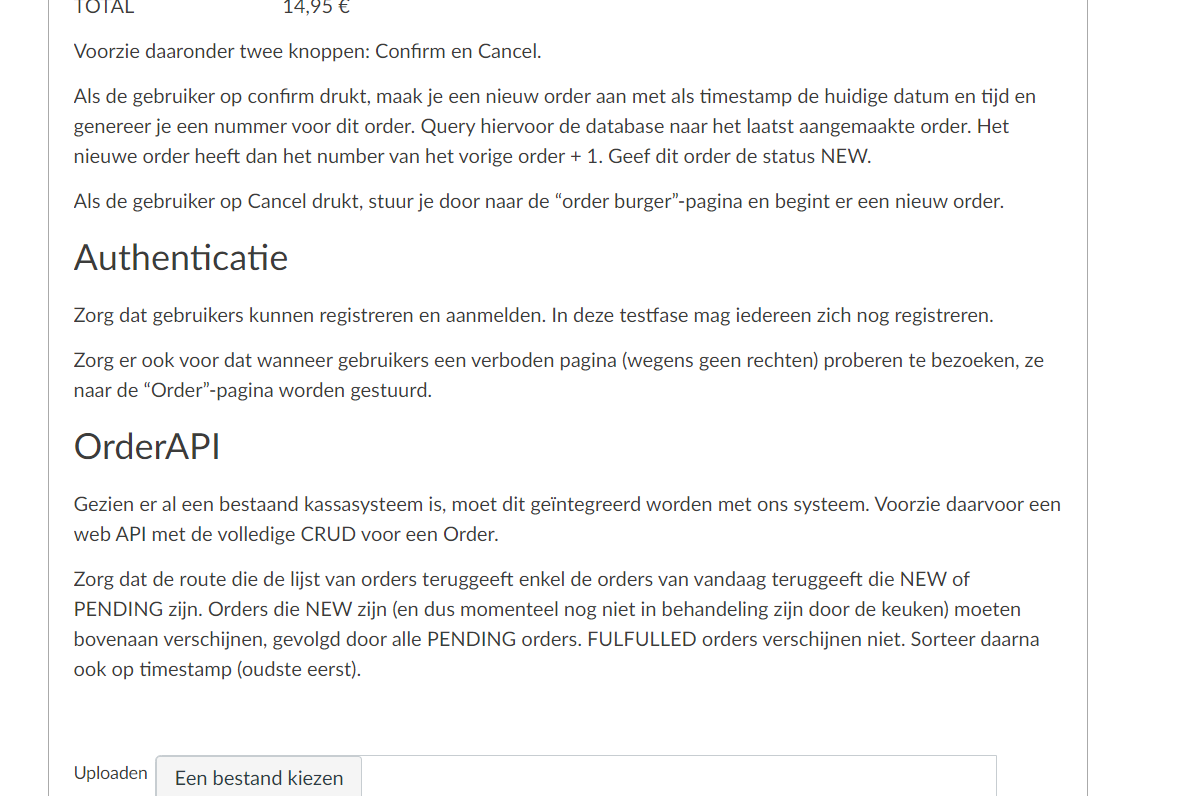 TOTAL 14,95 €
Voorzie daaronder twee knoppen: Confirm en Cancel.
Als de gebruiker op confirm drukt, maak je een nieuw order aan met als timestamp de huidige datum en tijd en
genereer je een nummer voor dit order. Query hiervoor de database naar het laatst aangemaakte order. Het
nieuwe order heeft dan het number van het vorige order + 1. Geef dit order de status NEW.
Als de gebruiker op Cancel drukt, stuur je door naar de “order burger”-pagina en begint er een nieuw order.
Authenticatie
Zorg dat gebruikers kunnen registreren en aanmelden. In deze testfase mag iedereen zich nog registreren.
Zorg er ook voor dat wanneer gebruikers een verboden pagina (wegens geen rechten) proberen te bezoeken, ze
naar de “Order”-pagina worden gestuurd.
OrderAPI
Gezien er al een bestaand kassasysteem is, moet dit geïntegreerd worden met ons systeem. Voorzie daarvoor een
web API met de volledige CRUD voor een Order.
Zorg dat de route die de lijst van orders teruggeeft enkel de orders van vandaag teruggeeft die NEW of
PENDING zijn. Orders die NEW zijn (en dus momenteel nog niet in behandeling zijn door de keuken) moeten
bovenaan verschijnen, gevolgd door alle PENDING orders. FULFULLED orders verschijnen niet. Sorteer daarna
ook op timestamp (oudste eerst).
Uploaden Een bestand kiezen